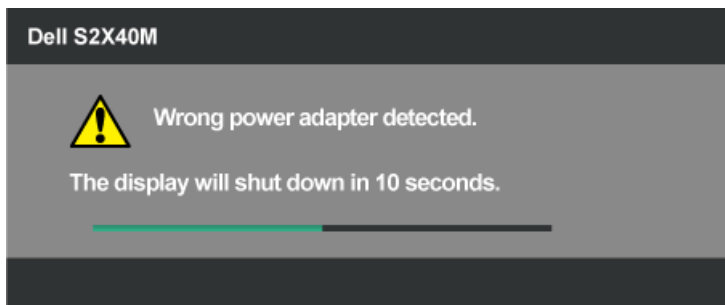 Dell S2X40M
Wrong power adapter detected.
The display will shut down in 10 seconds.